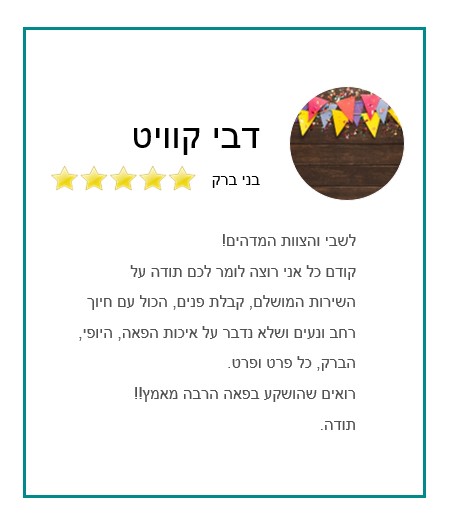 דבי קוויט
בני ברק
לשבי והצוות המדהים!
קודם כל אני רוצה לומר לכם תודה על
השירות המושלם, קבלת פנים, הכול עם חיוך
רחב ונעים ושלא נדבר על איכות הפאה, היופי,
הברק, כל פרט ופרט.
רואים שהושקע בפאה הרבה מאמץ!!
תודה.